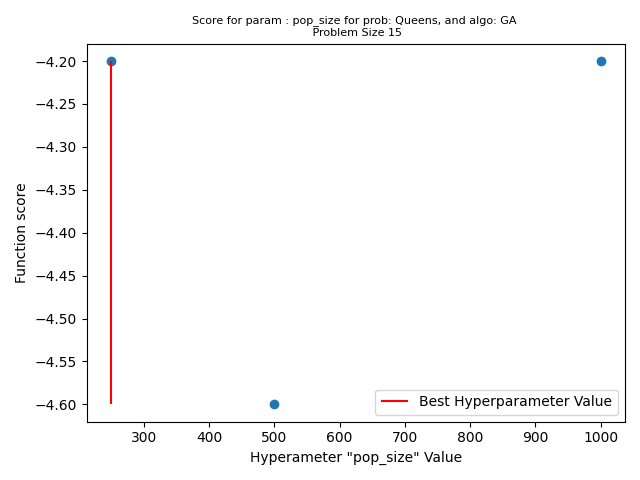 Score for param : pop_size for prob: Queens, and algo: GA
Problem Size 15
−4.20
−4.25
−4.30
−4.35
−4.40
−4.45
−4.50
−4.55
−4.60
Function score
Best Hyperparameter Value
300 400 500 600 700 800 900 1000
Hyperameter "pop_size" Value